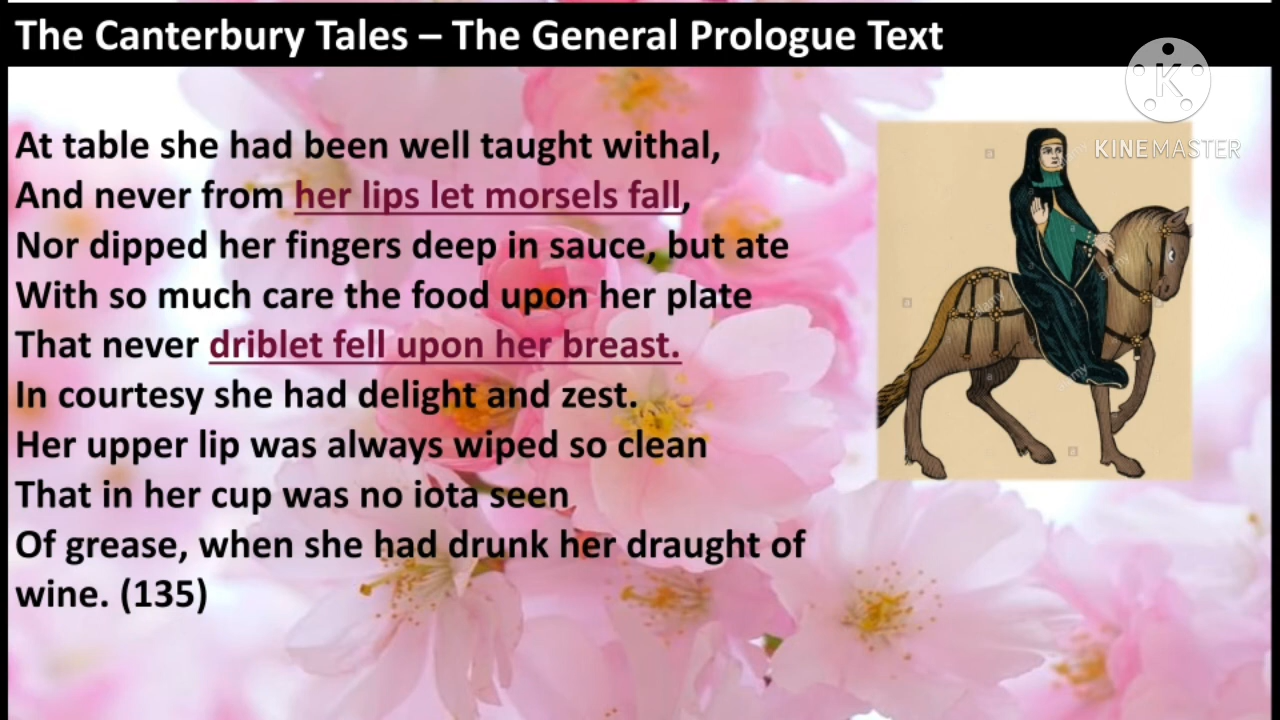 The Canterbury Tales – The General Prologue Text
K
KINEMASTER
At table she had been well taught withal,
And never from her lips let morsels fall,
Nor dipped her fingers deep in sauce, but ate
With so much care the food upon her plate
That never driblet fell upon her breast.
In courtesy she had delight and zest.
Her upper lip was always wiped so clean
That in her cup was no iota seen
Of grease, when she had drunk her draught of
wine. (135)
a
alamy
a
alamy
a
alamy
a
a